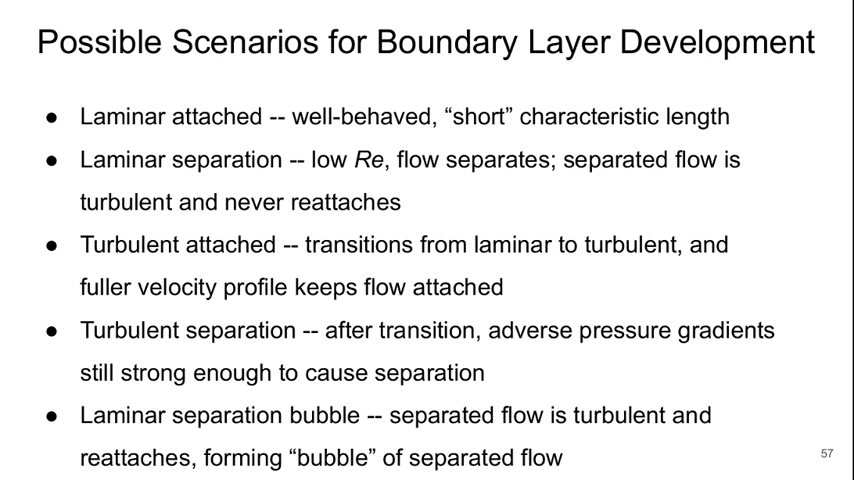 Possible Scenarios for Boundary Layer Development
● Laminar attached -- well-behaved, “short” characteristic length
● Laminar separation -- low Re, flow separates; separated flow is
turbulent and never reattaches
● Turbulent attached -- transitions from laminar to turbulent, and
fuller velocity profile keeps flow attached
● Turbulent separation -- after transition, adverse pressure gradients
still strong enough to cause separation
● Laminar separation bubble -- separated flow is turbulent and
reattaches, forming “bubble” of separated flow
57